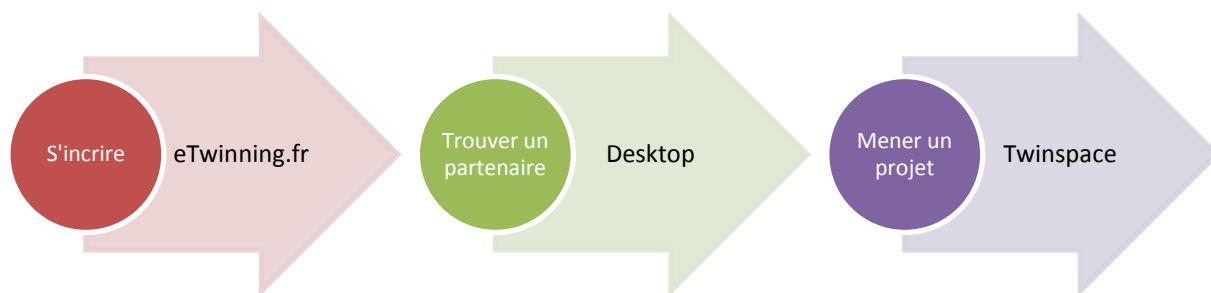 S'incrire
eTwinning.fr
Trouver un
partenaire
Desktop
Mener un
projet
Twinspace